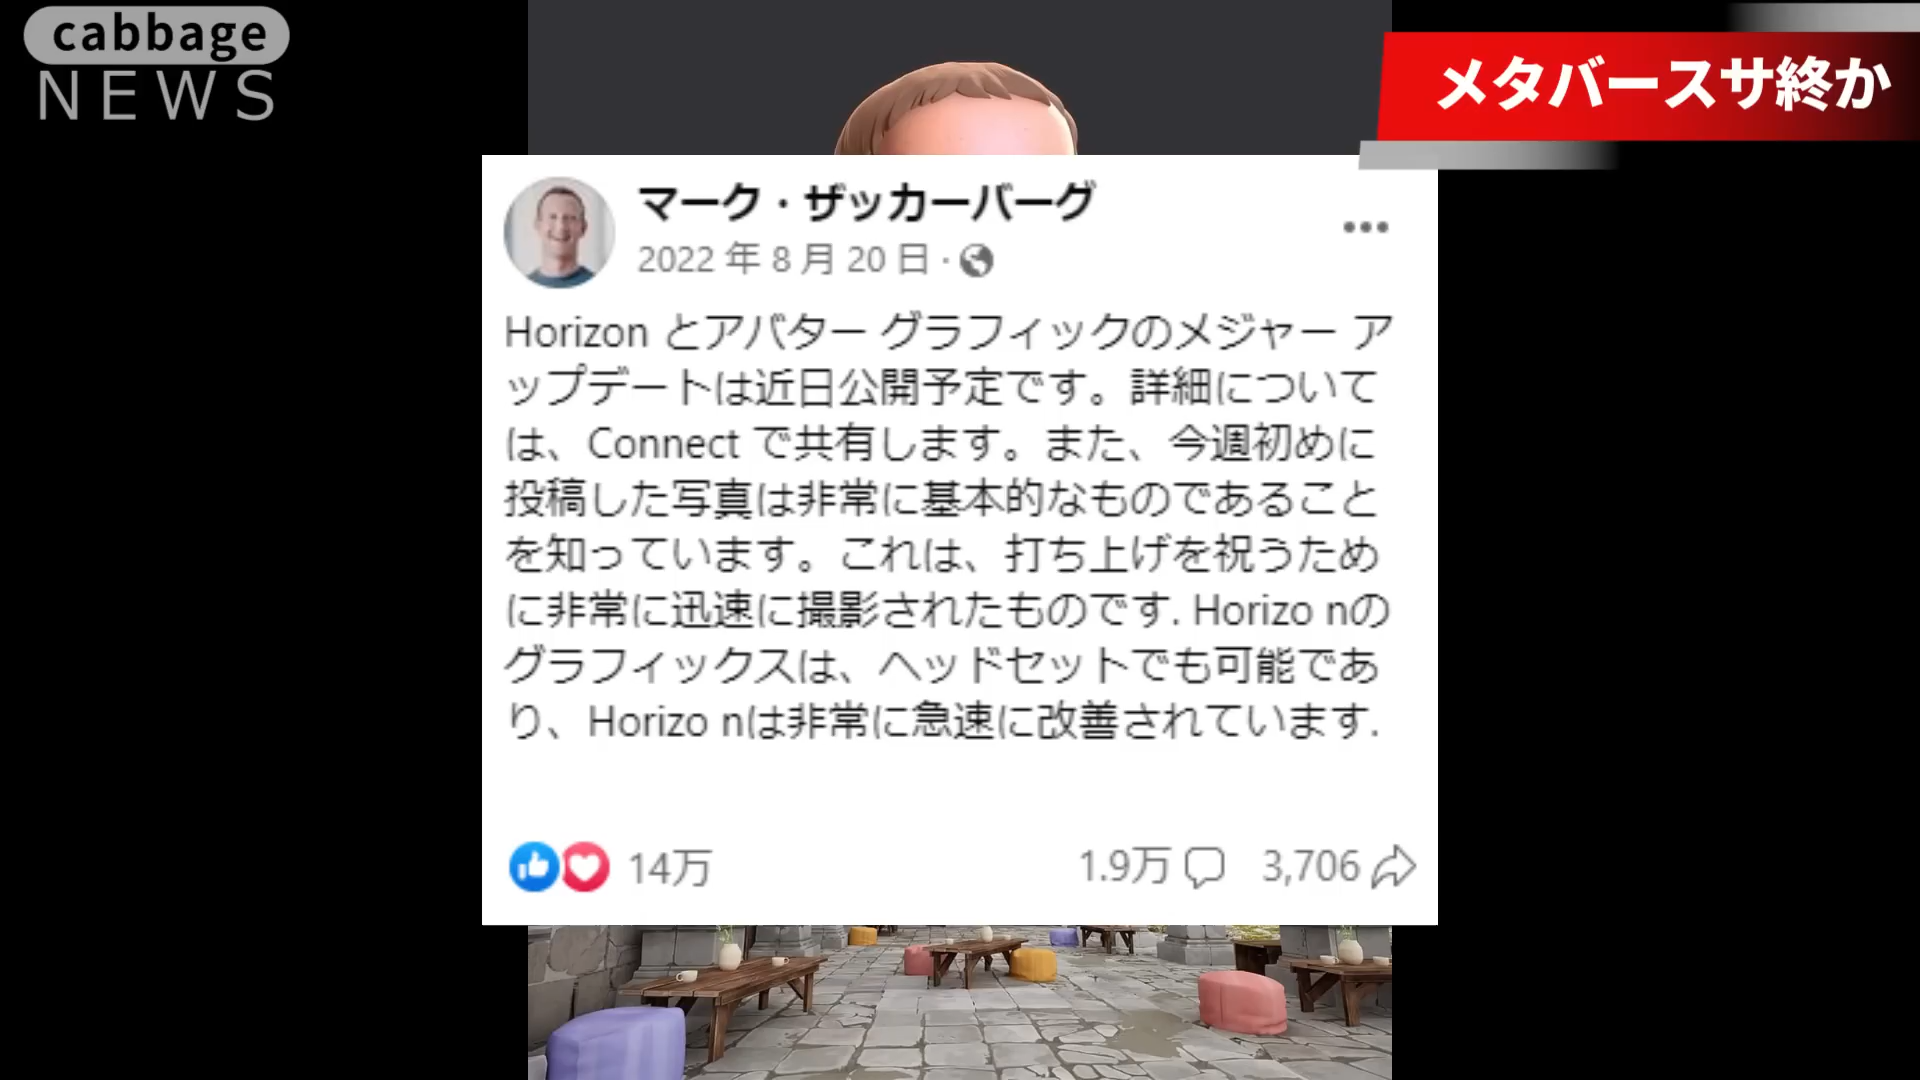 cabbage
NEWS
メタバースサ終か
マーク・ザッカーバーグ
2022 年 8 月 20 日 ·
Horizon とアバター グラフィックのメジャー ア
ップデートは近日公開予定です。詳細について
は、Connect で共有します。また、今週初めに
投稿した写真は非常に基本的なものであること
を知っています。これは、打ち上げを祝うため
に非常に迅速に撮影されたものです. Horizo nの
グラフィックスは、ヘッドセットでも可能であ
り、Horizo nは非常に急速に改善されています.
14万
1.9万
3,706